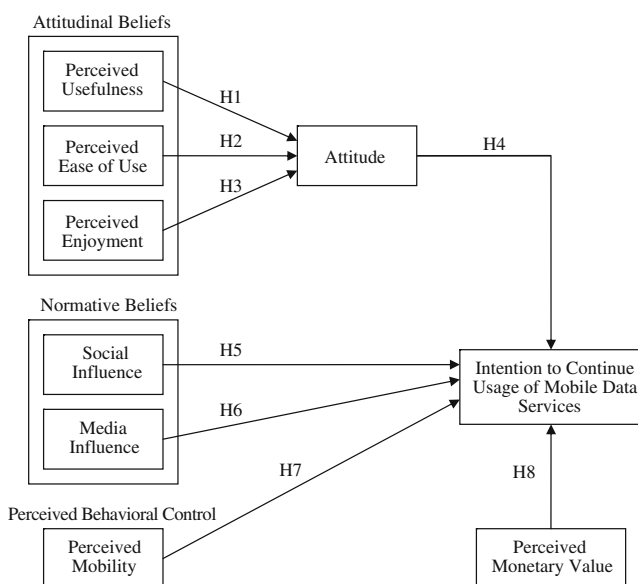 Attitudinal Beliefs
Perceived
Usefulness
H1
Perceived
Ease of Use
H2
Attitude
H4
H3
Perceived
Enjoyment
Normative Beliefs
Social
Influence
H5
Intention to Continue
Usage of Mobile Data
Services
Media
Influence
H6
H7
H8
Perceived Behavioral Control
Perceived
Mobility
Perceived
Monetary Value